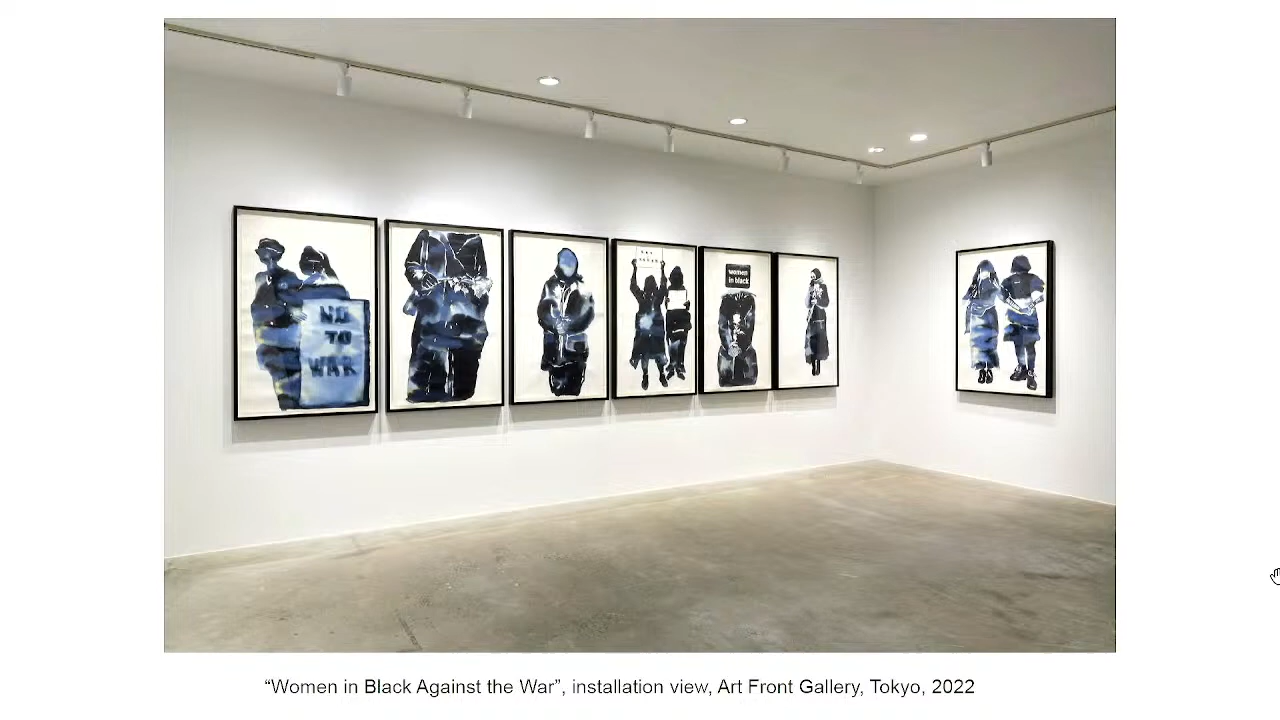 NO
TO
WAR
women
in black
“Women in Black Against the War”, installation view, Art Front Gallery, Tokyo, 2022